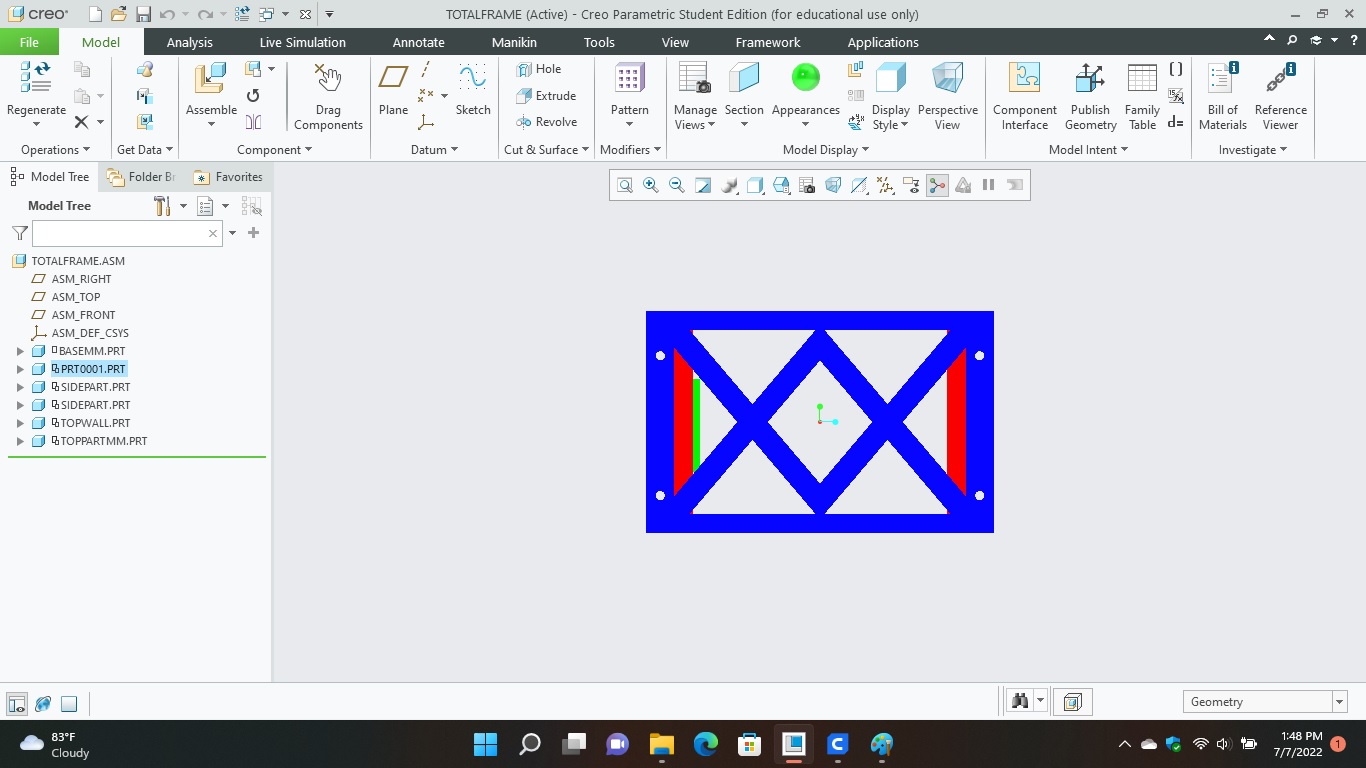 creo
TOTALFRAME (Active) - Creo Parametric Student Edition (for educational use only)
File Model Analysis Live Simulation Annotate Manikin Tools View Framework Applications
Regenerate
Operations
Get Data
Assemble
Drag Components
Component
Plane
Sketch
Datum
Hole
Extrude
Revolve
Cut & Surface
Pattern
Modifiers
Manage Views
Section
Appearances
Display Style
Perspective View
Model Display
Component Interface
Publish Geometry
Family Table
d=
Model Intent
Bill of Materials
Reference Viewer
Investigate
Model Tree Folder Br Favorites
Model Tree
TOTALFRAME.ASM
ASM_RIGHT
ASM_TOP
ASM_FRONT
ASM_DEF_CSYS
BASEMM.PRT
PRT0001.PRT
SIDEPART.PRT
SIDEPART.PRT
TOPWALL.PRT
TOPPARTMM.PRT
Geometry
83°F
Cloudy
1:48 PM
7/7/2022
1